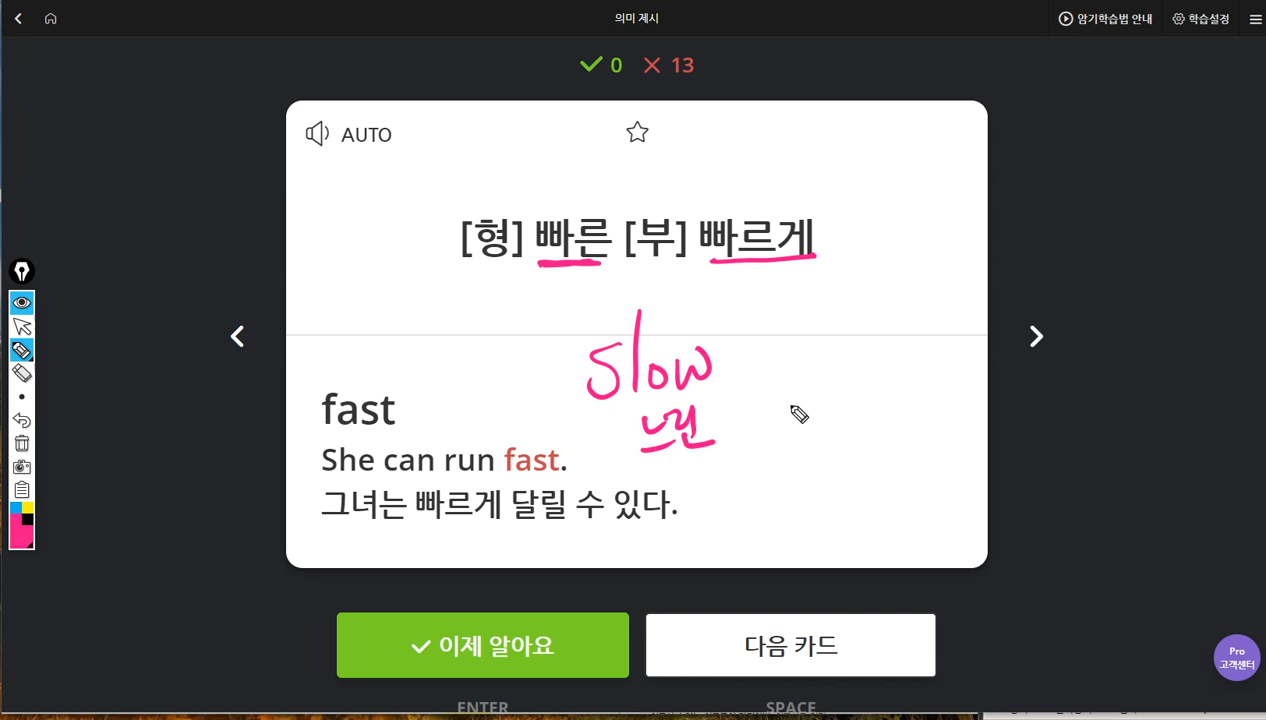 의미 제시
암기학습법 안내
학습설정
0
13
AUTO
[형] 빠른 [부] 빠르게
slow
느린
fast
She can run fast.
그녀는 빠르게 달릴 수 있다.
이제 알아요
다음 카드
Pro
고객센터
ENTER
SPACE